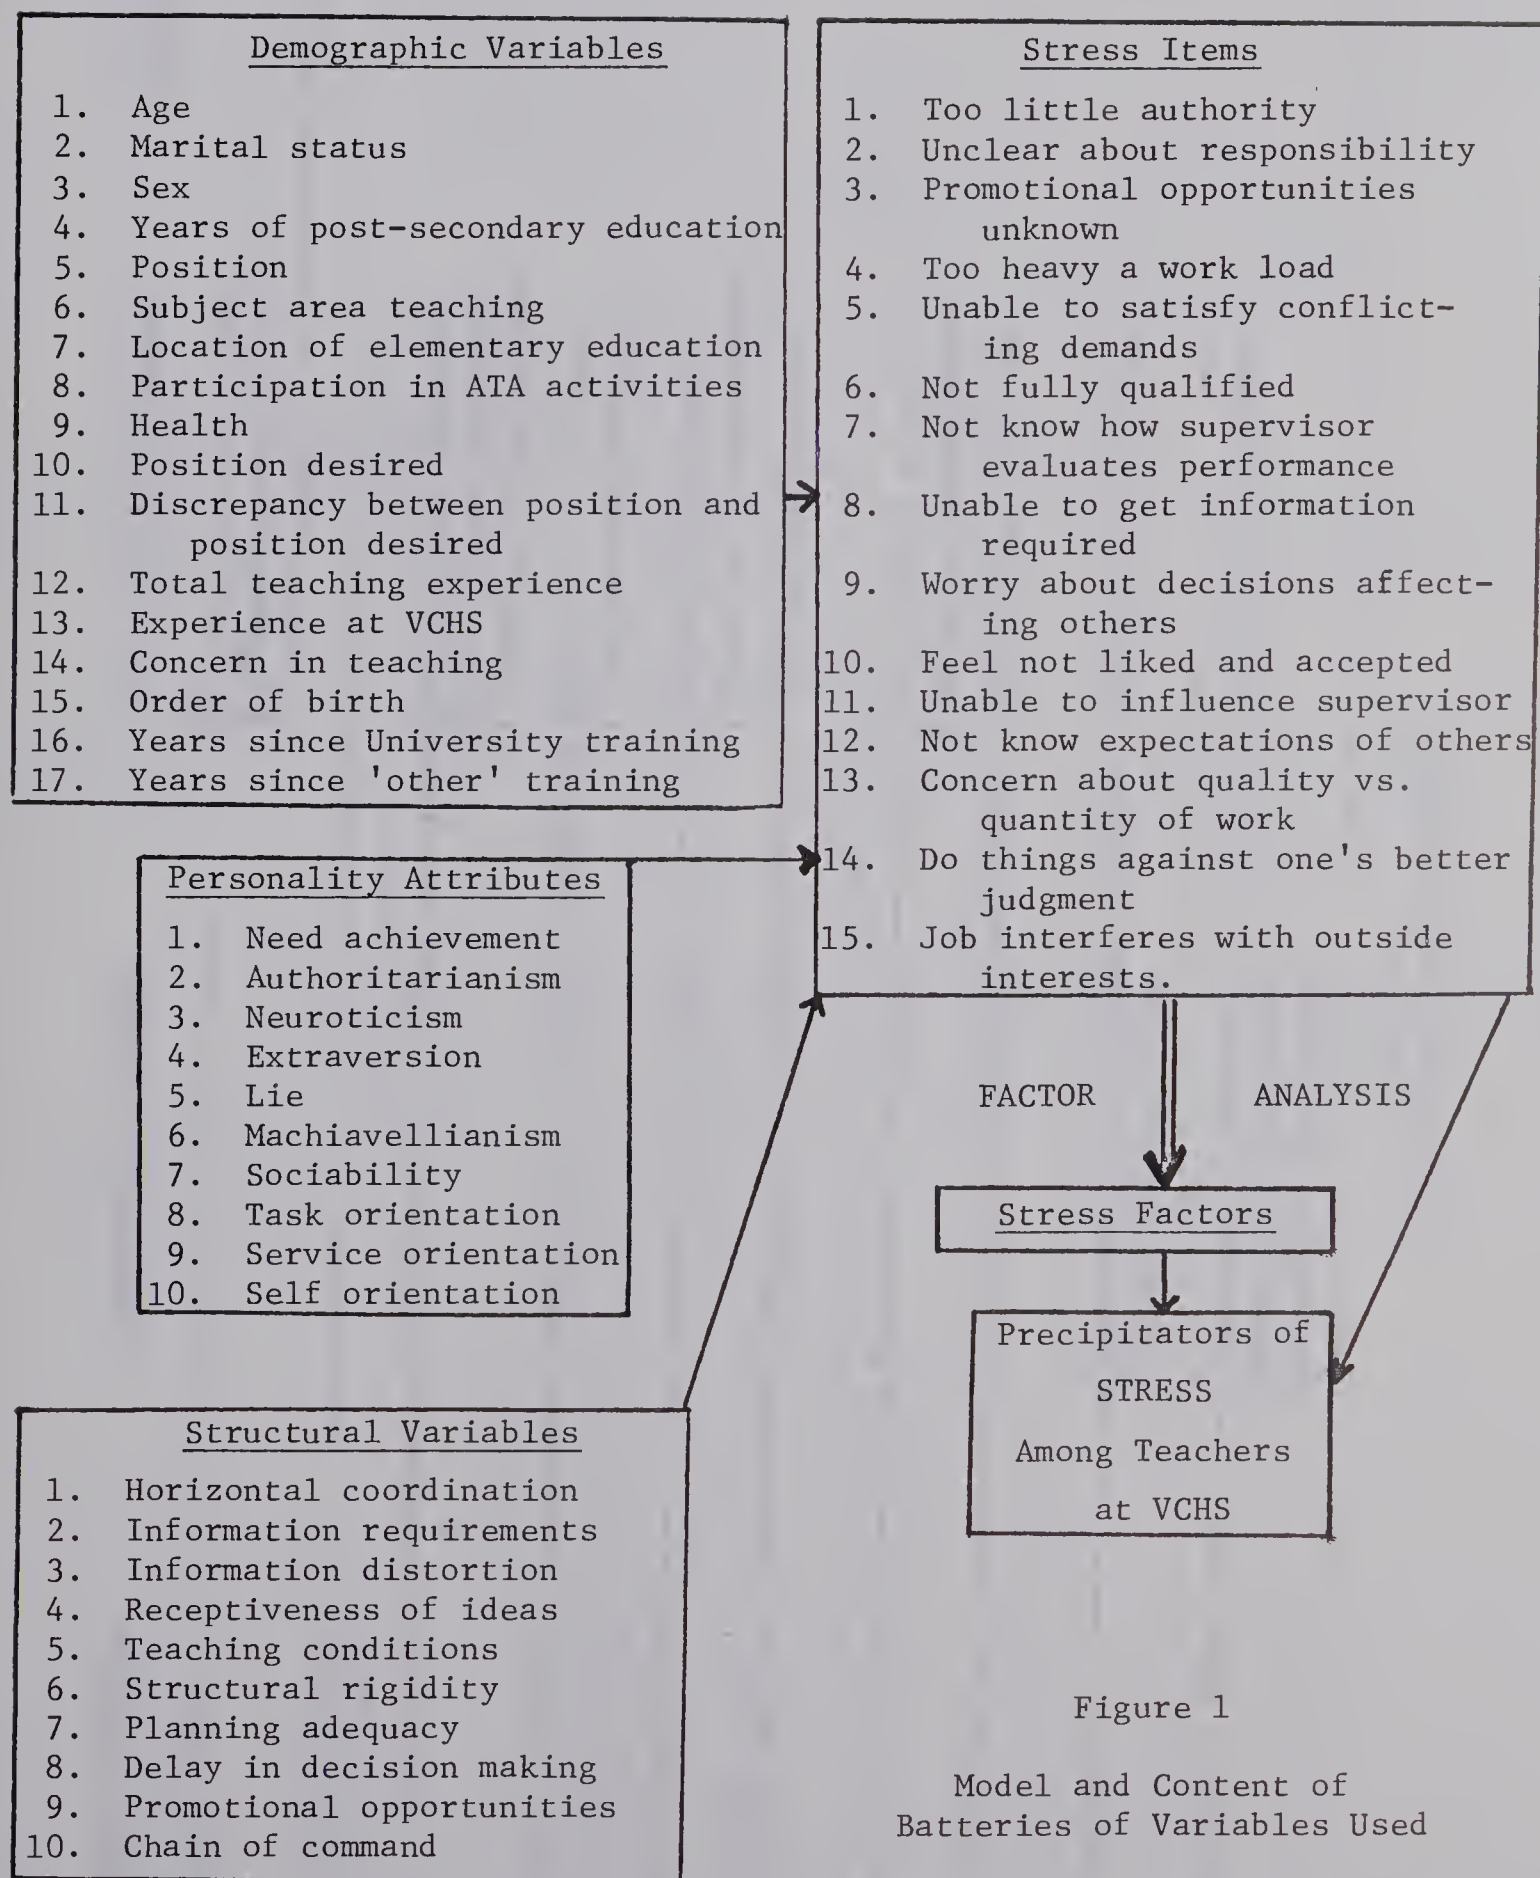 Demographic Variables
1. Age
2. Marital status
3. Sex
4. Years of post-secondary education
5. Position
6. Subject area teaching
7. Location of elementary education
8. Participation in ATA activities
9. Health
10. Position desired
11. Discrepancy between position and
position desired
12. Total teaching experience
13. Experience at VCHS
14. Concern in teaching
15. Order of birth
16. Years since University training
17. Years since 'other' training
Personality Attributes
1. Need achievement
2. Authoritarianism
3. Neuroticism
4. Extraversion
5. Lie
6. Machiavellianism
7. Sociability
8. Task orientation
9. Service orientation
10. Self orientation
Structural Variables
1. Horizontal coordination
2. Information requirements
3. Information distortion
4. Receptiveness of ideas
5. Teaching conditions
6. Structural rigidity
7. Planning adequacy
8. Delay in decision making
9. Promotional opportunities
10. Chain of command
Stress Items
1. Too little authority
2. Unclear about responsibility
3. Promotional opportunities
unknown
4. Too heavy a work load
5. Unable to satisfy conflict-
ing demands
6. Not fully qualified
7. Not know how supervisor
evaluates performance
8. Unable to get information
required
9. Worry about decisions affect-
ing others
10. Feel not liked and accepted
11. Unable to influence supervisor
12. Not know expectations of others
13. Concern about quality vs.
quantity of work
14. Do things against one's better
judgment
15. Job interferes with outside
interests.
FACTOR ANALYSIS
Stress Factors
Precipitators of
STRESS
Among Teachers
at VCHS
Figure 1
Model and Content of
Batteries of Variables Used